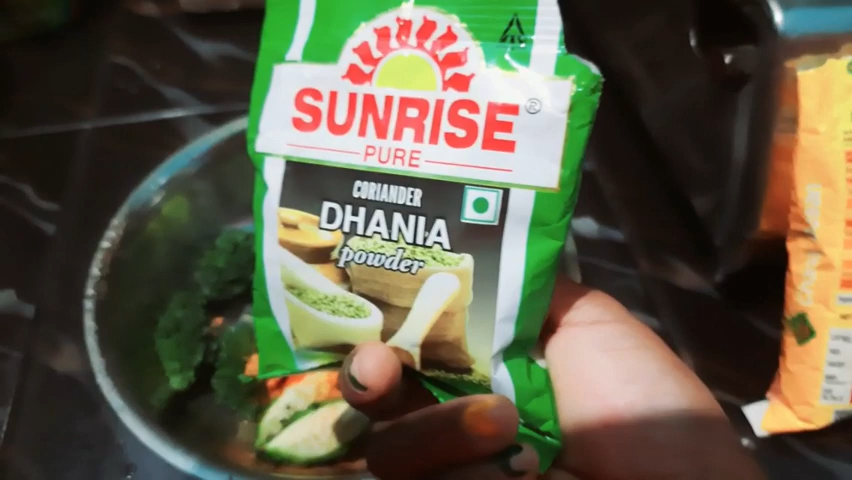 SUNRISE®
PURE
CORIANDER
DHANIA
powder